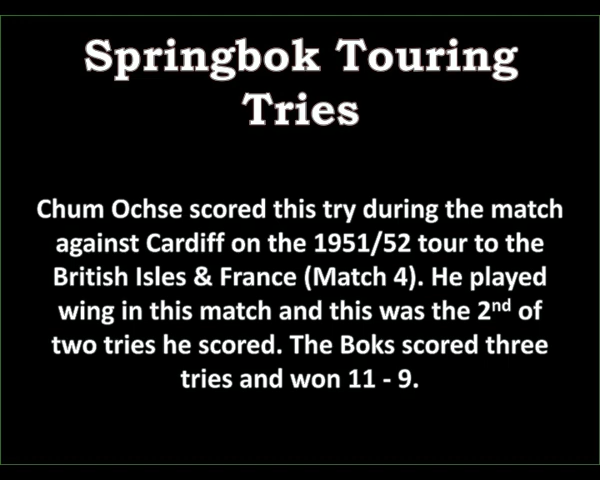 Springbok Touring
Tries
Chum Ochse scored this try during the match
against Cardiff on the 1951/52 tour to the
British Isles & France (Match 4). He played
wing in this match and this was the 2nd of
two tries he scored. The Boks scored three
tries and won 11 - 9.